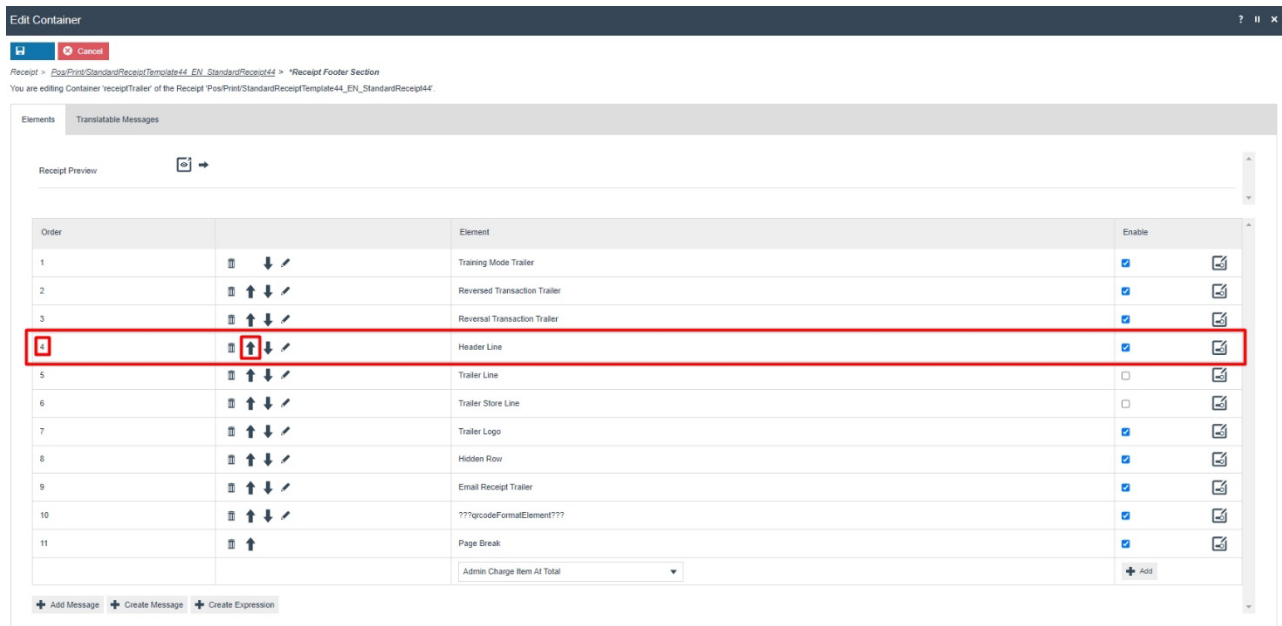 Edit Container
? II X
Cancel
Receipt > Pos/Print/StandardReceiptTemplate44_EN_StandardReceipt44 > *Receipt Footer Section
You are editing Container 'receiptTrailer' of the Receipt 'Pos/Print/StandardReceiptTemplate44_EN_StandardReceipt44'.
Elements Translatable Messages
Receipt Preview
Order Element Enable
1 Training Mode Trailer
2 Reversed Transaction Trailer
3 Reversal Transaction Trailer
4 Header Line
5 Trailer Line
6 Trailer Store Line
7 Trailer Logo
8 Hidden Row
9 Email Receipt Trailer
10 ???qrcodeFormatElement???
11 Page Break
Admin Charge Item At Total Add
Add Message Create Message Create Expression